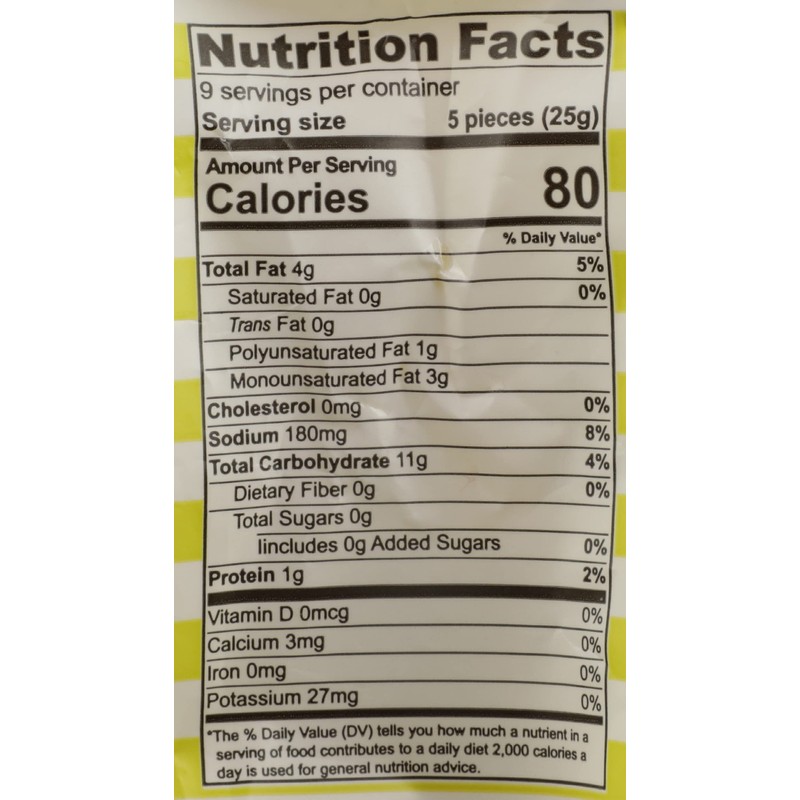 Nutrition Facts
9 servings per container
Serving size 5 pieces (25g)
Amount Per Serving
Calories 80
% Daily Value*
Total Fat 4g 5%
Saturated Fat 0g 0%
Trans Fat 0g
Polyunsaturated Fat 1g
Monounsaturated Fat 3g
Cholesterol 0mg 0%
Sodium 180mg 8%
Total Carbohydrate 11g 4%
Dietary Fiber 0g 0%
Total Sugars 0g
Iincludes 0g Added Sugars 0%
Protein 1g 2%
Vitamin D 0mcg 0%
Calcium 3mg 0%
Iron 0mg 0%
Potassium 27mg 0%
*The % Daily Value (DV) tells you how much a nutrient in a
serving of food contributes to a daily diet 2,000 calories a
day is used for general nutrition advice.